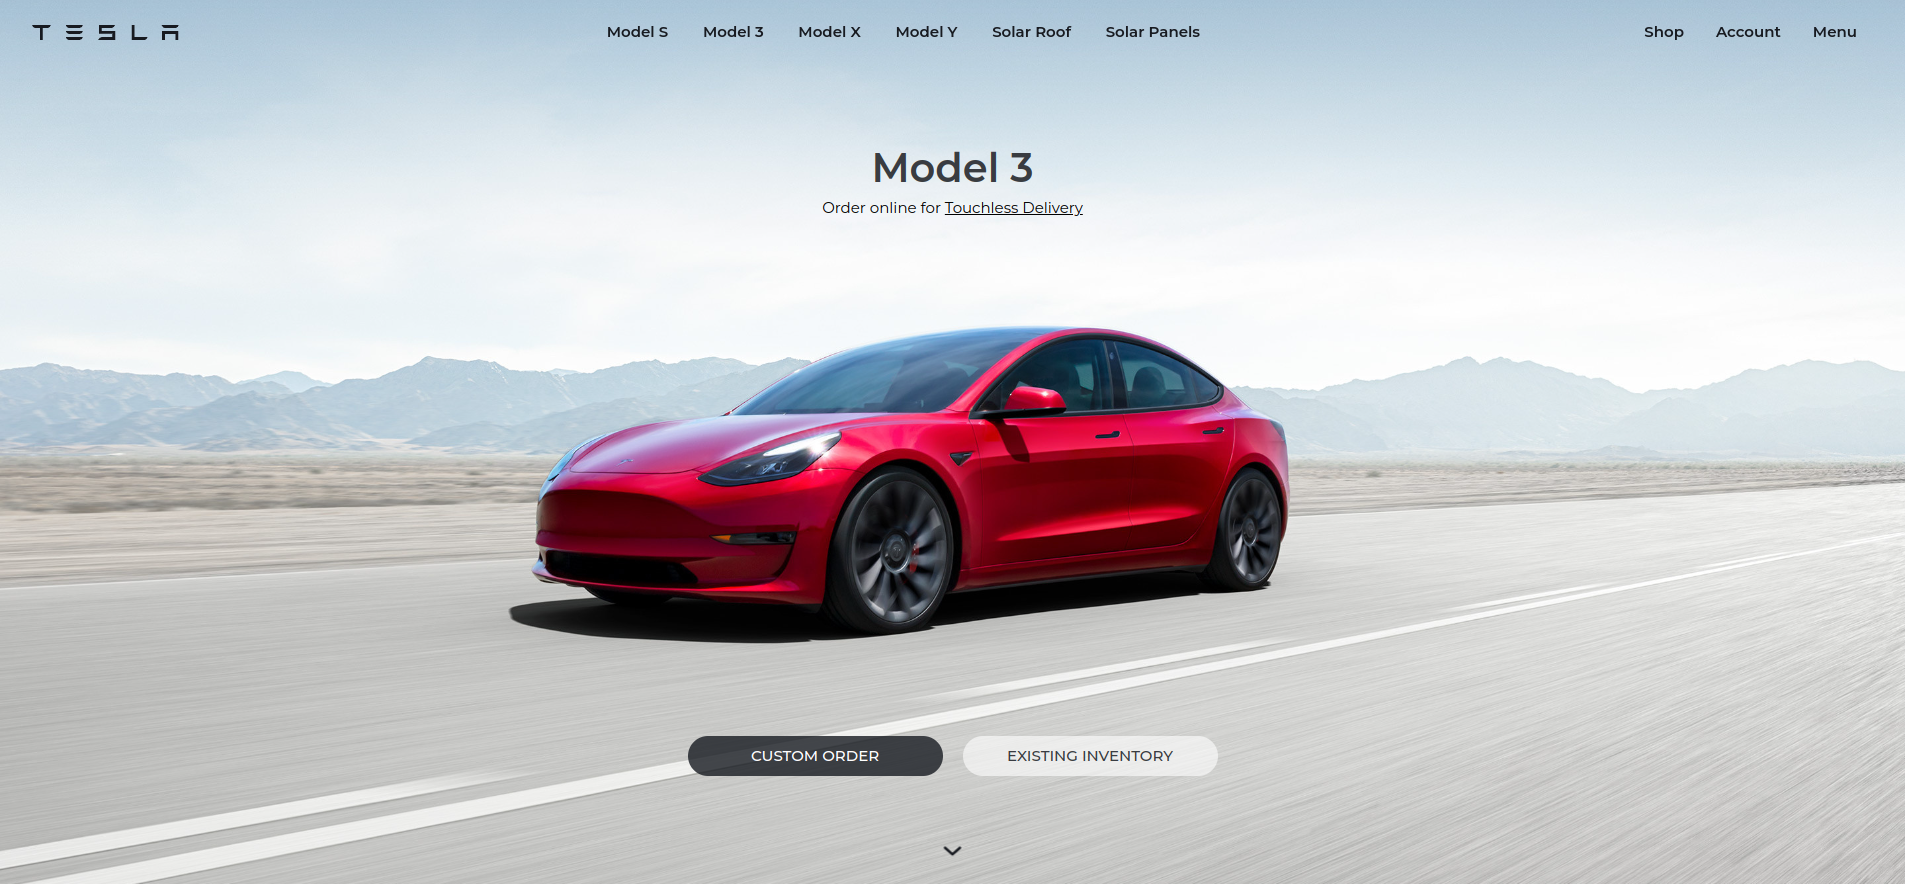 TESLA Model S Model 3 Model X Model Y Solar Roof Solar Panels Shop Account Menu
Model 3
Order online for Touchless Delivery
CUSTOM ORDER EXISTING INVENTORY